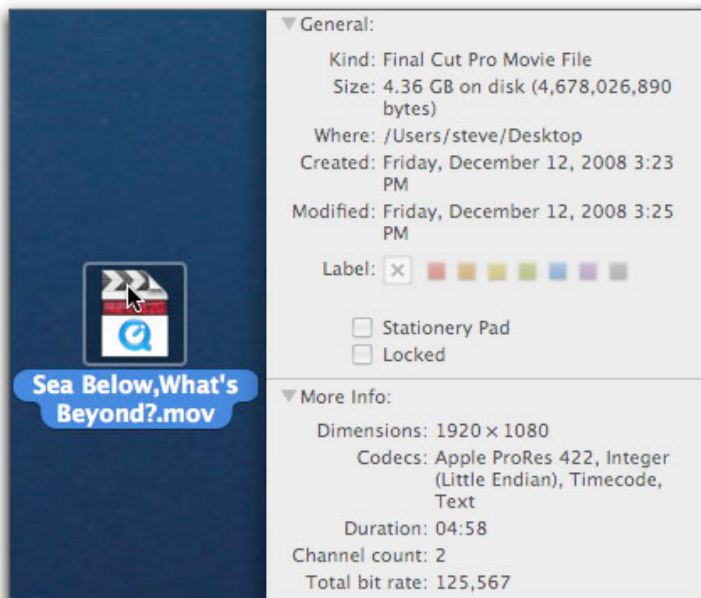 General:
Kind: Final Cut Pro Movie File
Size: 4.36 GB on disk (4,678,026,890
bytes)
Where: /Users/steve/Desktop
Created: Friday, December 12, 2008 3:23
PM
Modified: Friday, December 12, 2008 3:25
PM
Label:
Stationery Pad
Locked
Sea Below,What's
Beyond?.mov
More Info:
Dimensions: 1920 × 1080
Codecs: Apple ProRes 422, Integer
(Little Endian), Timecode,
Text
Duration: 04:58
Channel count: 2
Total bit rate: 125,567